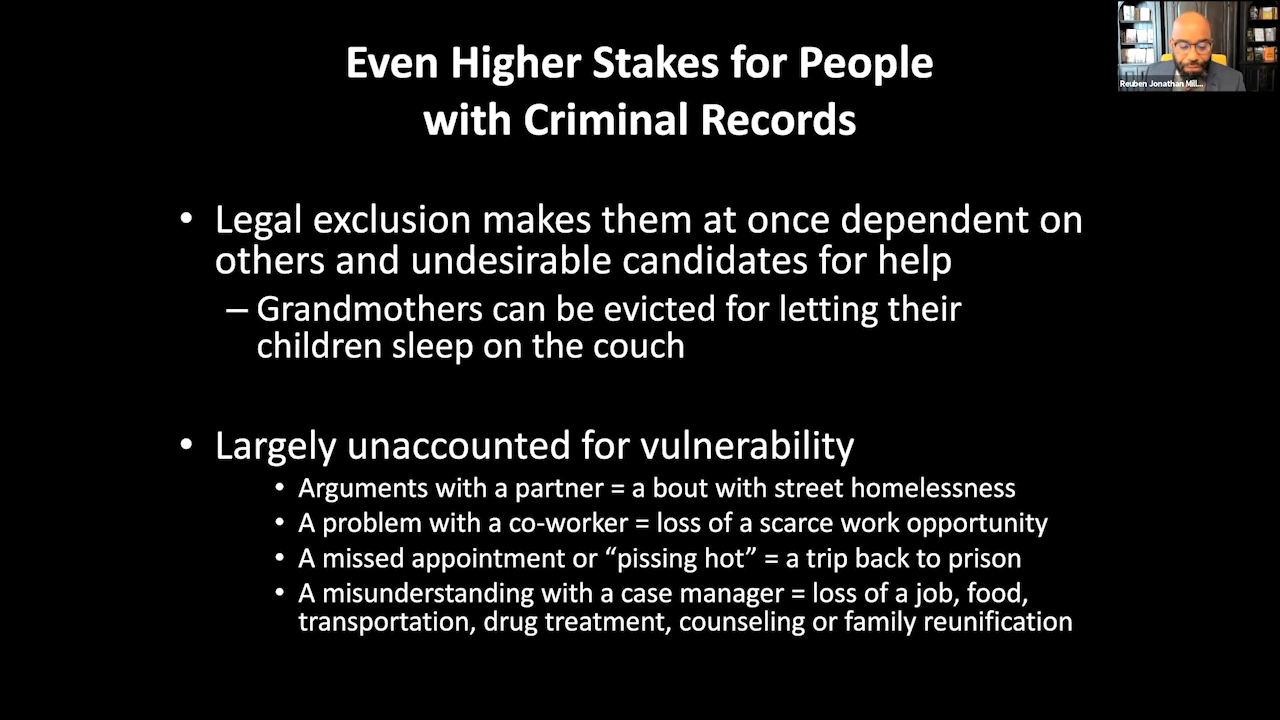 Even Higher Stakes for People
with Criminal Records
• Legal exclusion makes them at once dependent on
others and undesirable candidates for help
– Grandmothers can be evicted for letting their
children sleep on the couch
• Largely unaccounted for vulnerability
• Arguments with a partner = a bout with street homelessness
• A problem with a co-worker = loss of a scarce work opportunity
• A missed appointment or “pissing hot” = a trip back to prison
• A misunderstanding with a case manager = loss of a job, food,
transportation, drug treatment, counseling or family reunification
Reuben Jonathan Mill...